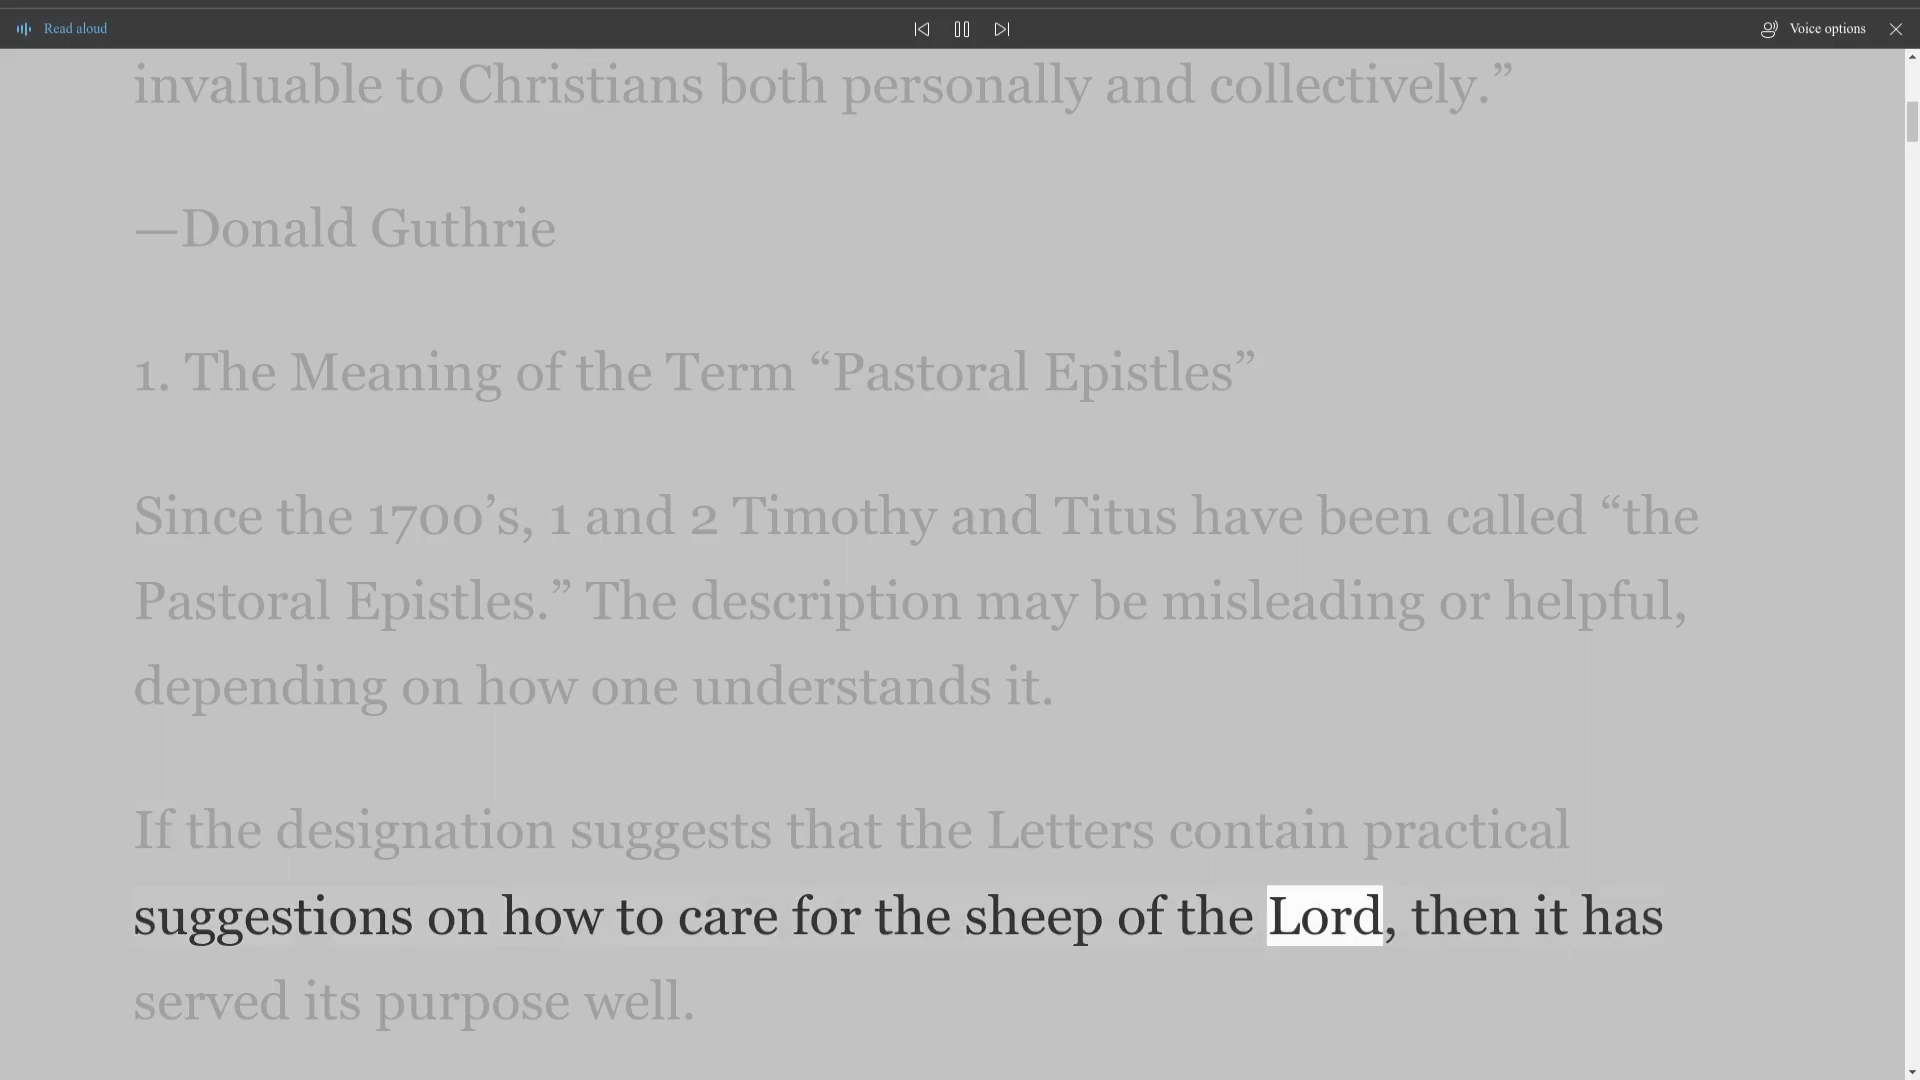 Read aloud
Voice options
invaluable to Christians both personally and collectively.”
—Donald Guthrie
1. The Meaning of the Term “Pastoral Epistles”
Since the 1700’s, 1 and 2 Timothy and Titus have been called “the
Pastoral Epistles.” The description may be misleading or helpful,
depending on how one understands it.
If the designation suggests that the Letters contain practical
suggestions on how to care for the sheep of the Lord, then it has
served its purpose well.